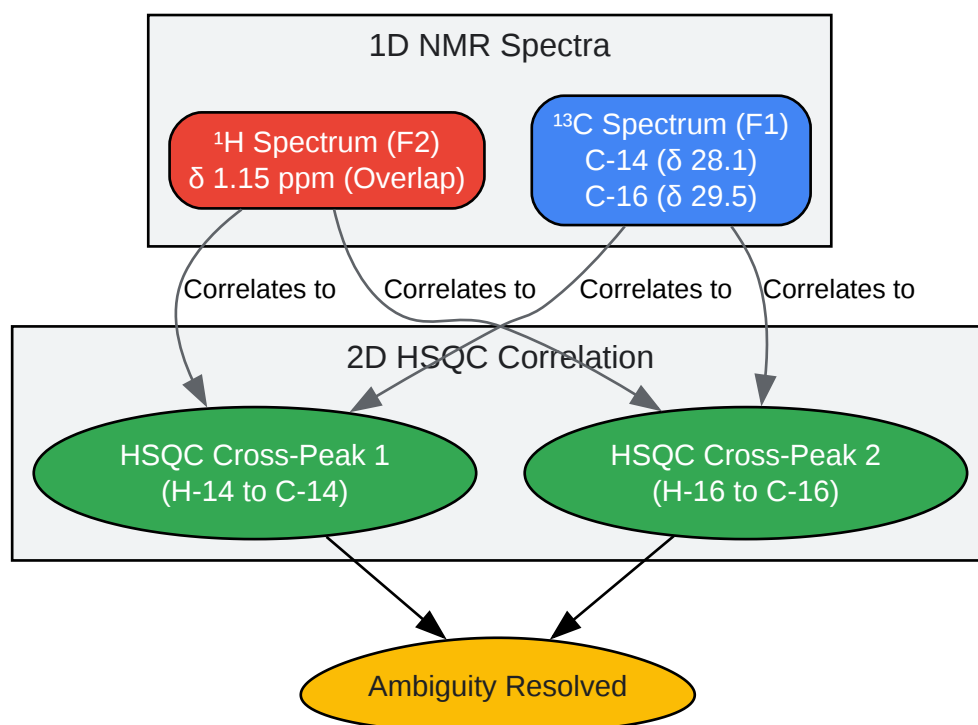 1D NMR Spectra
¹H Spectrum (F2)
δ 1.15 ppm (Overlap)
¹³C Spectrum (F1)
C-14 (δ 28.1)
C-16 (δ 29.5)
Correlates to
Correlates to
Correlates to
Correlates to
2D HSQC Correlation
HSQC Cross-Peak 1
(H-14 to C-14)
HSQC Cross-Peak 2
(H-16 to C-16)
Ambiguity Resolved